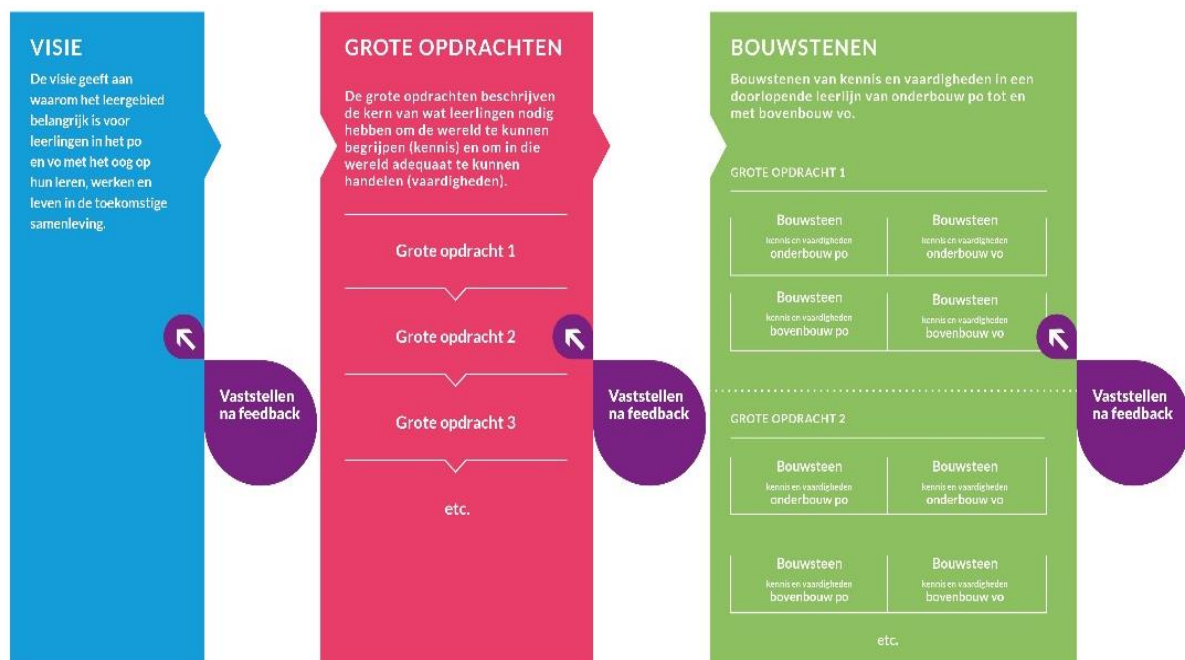 VISIE
De visie geeft aan
waarom het leergebied
belangrijk is voor
leerlingen in het po
en vo met het oog op
hun leren, werken en
leven in de toekomstige
samenleving.
Vaststellen
na feedback
GROTE OPDRACHTEN
De grote opdrachten beschrijven
de kern van wat leerlingen nodig
hebben om de wereld te kunnen
begrijpen (kennis) en om in die
wereld adequaat te kunnen
handelen (vaardigheden).
Grote opdracht 1
Grote opdracht 2
Grote opdracht 3
etc.
Vaststellen
na feedback
BOUWSTENEN
Bouwstenen van kennis en vaardigheden in een
doorlopende leerlijn van onderbouw po tot en
met bovenbouw vo.
GROTE OPDRACHT 1
Bouwsteen
kennis en vaardigheden
onderbouw po
Bouwsteen
kennis en vaardigheden
onderbouw vo
Bouwsteen
kennis en vaardigheden
bovenbouw po
Bouwsteen
kennis en vaardigheden
bovenbouw vo
GROTE OPDRACHT 2
Bouwsteen
kennis en vaardigheden
onderbouw po
Bouwsteen
kennis en vaardigheden
onderbouw vo
Bouwsteen
kennis en vaardigheden
bovenbouw po
Bouwsteen
kennis en vaardigheden
bovenbouw vo
etc.
Vaststellen
na feedback